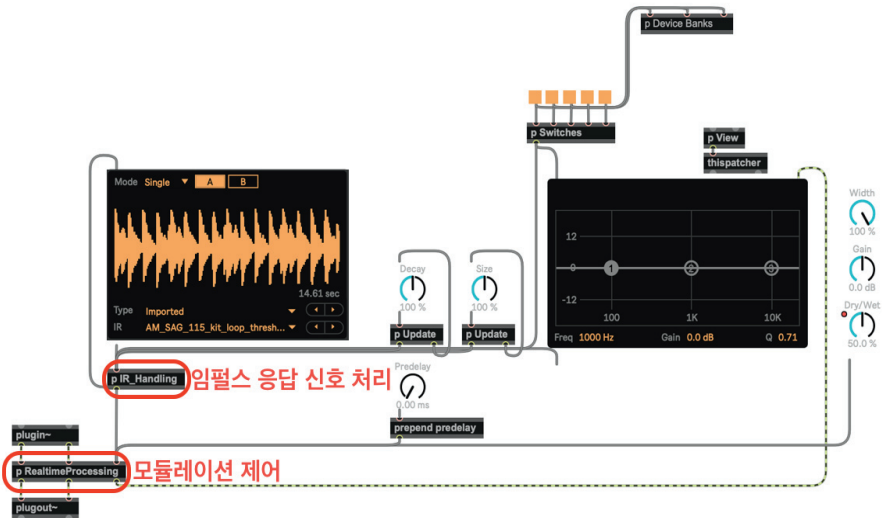 p Device Banks
p Switches
p View
thispatcher
Mode Single A B
14.61 sec
Type Imported
IR AM_SAG_115_kit_loop_thresh...
Decay
100 %
p Update
Size
100 %
p Update
12
0
-12
1
2
3
100
1K
10K
Freq 1000 Hz Gain 0.0 dB Q 0.71
Width
100 %
Gain
0.0 dB
Dry/Wet
50.0 %
p IR_Handling
임펄스 응답 신호 처리
Predelay
0.00 ms
prepend predelay
plugin~
p RealtimeProcessing
모듈레이션 제어
plugout~